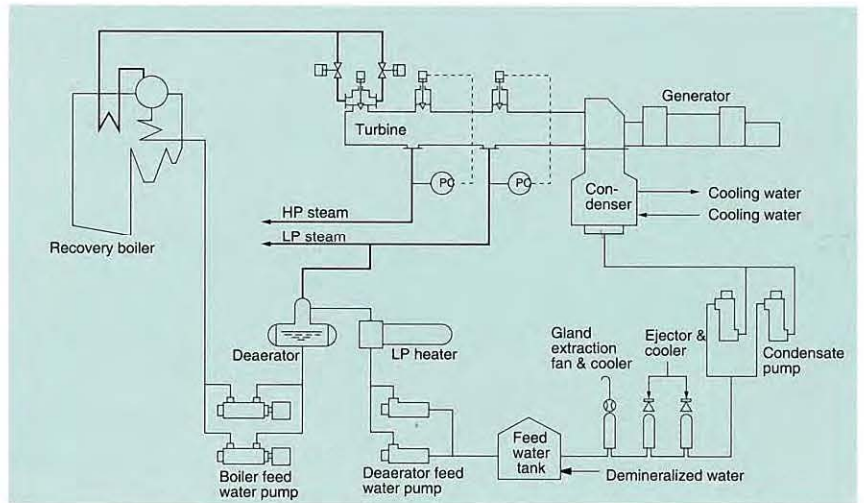 Generator
Turbine
PC
PC
Con-
denser
Cooling water
Cooling water
HP steam
LP steam
Recovery boiler
Deaerator
LP heater
Gland
extraction
fan & cooler
Ejector &
cooler
Condensate
pump
Boiler feed
water pump
Deaerator feed
water pump
Feed
water
tank
Demineralized water